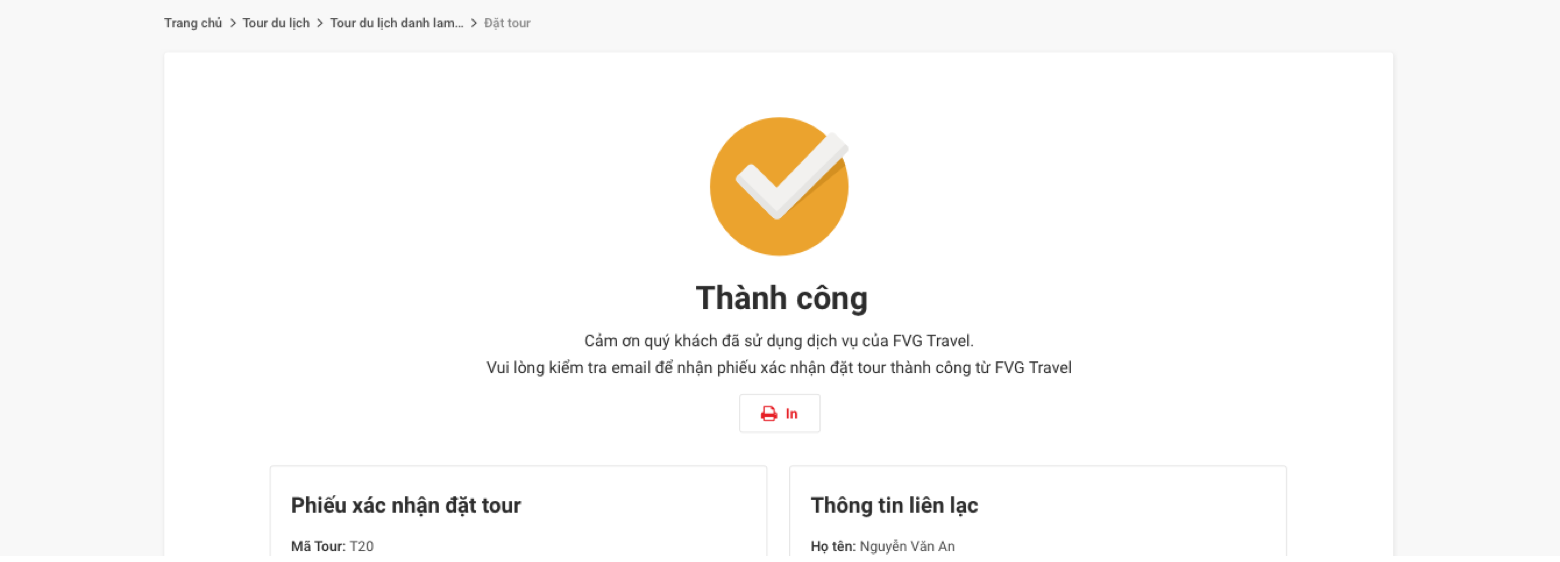 Trang chủ > Tour du lịch > Tour du lịch danh lam... > Đặt tour
Thành công
Cảm ơn quý khách đã sử dụng dịch vụ của FVG Travel.
Vui lòng kiểm tra email để nhận phiếu xác nhận đặt tour thành công từ FVG Travel
In
Phiếu xác nhận đặt tour
Mã Tour: T20
Thông tin liên lạc
Họ tên: Nguyễn Văn An